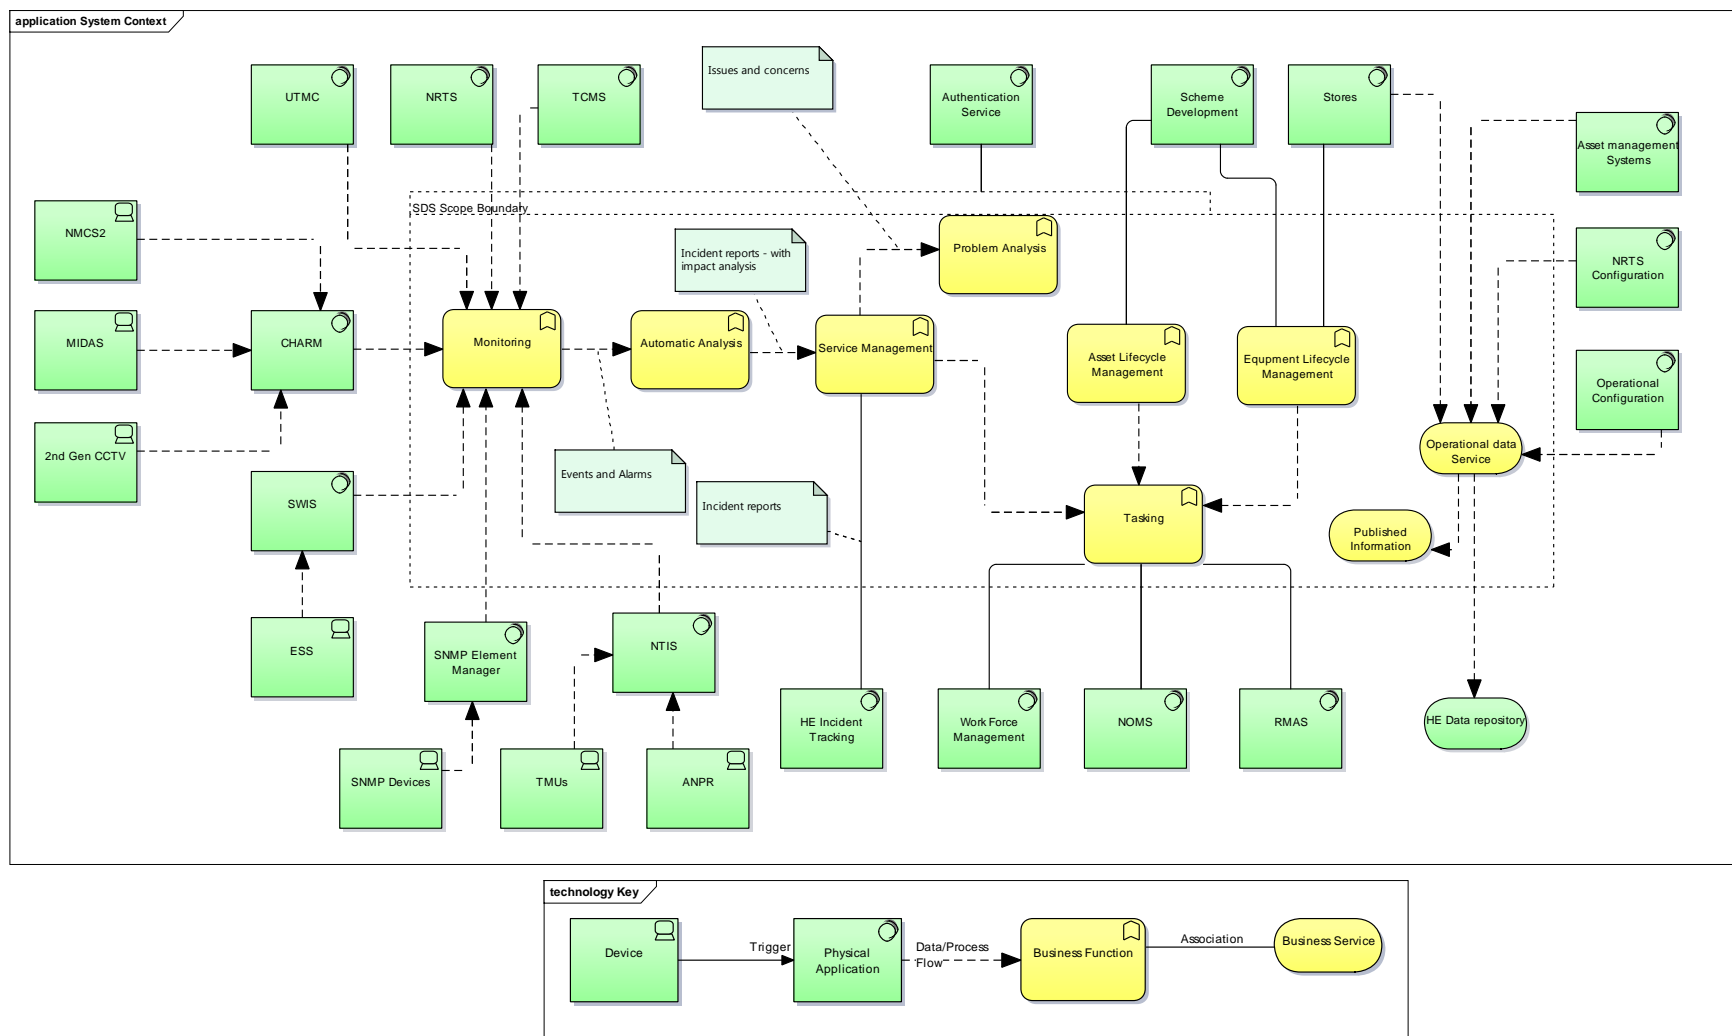 application System Context
UTMC
NRTS
TCMS
Issues and concerns
Authentication
Service
Scheme
Development
Stores
Asset management
Systems
SDS Scope Boundary
NMCS2
Incident reports - with
impact analysis
Problem Analysis
NRTS
Configuration
MIDAS
CHARM
Monitoring
Automatic Analysis
Service Management
Asset Lifecycle
Management
Equpment Lifecycle
Management
Operational
Configuration
2nd Gen CCTV
Events and Alarms
Operational data
Service
SWIS
Incident reports
Tasking
Published
Information
ESS
SNMP Element
Manager
NTIS
HE Incident
Tracking
Work Force
Management
NOMS
RMAS
HE Data repository
SNMP Devices
TMUs
ANPR
technology Key
Device
Trigger
Physical
Application
Data/Process
Flow
Business Function
Association
Business Service